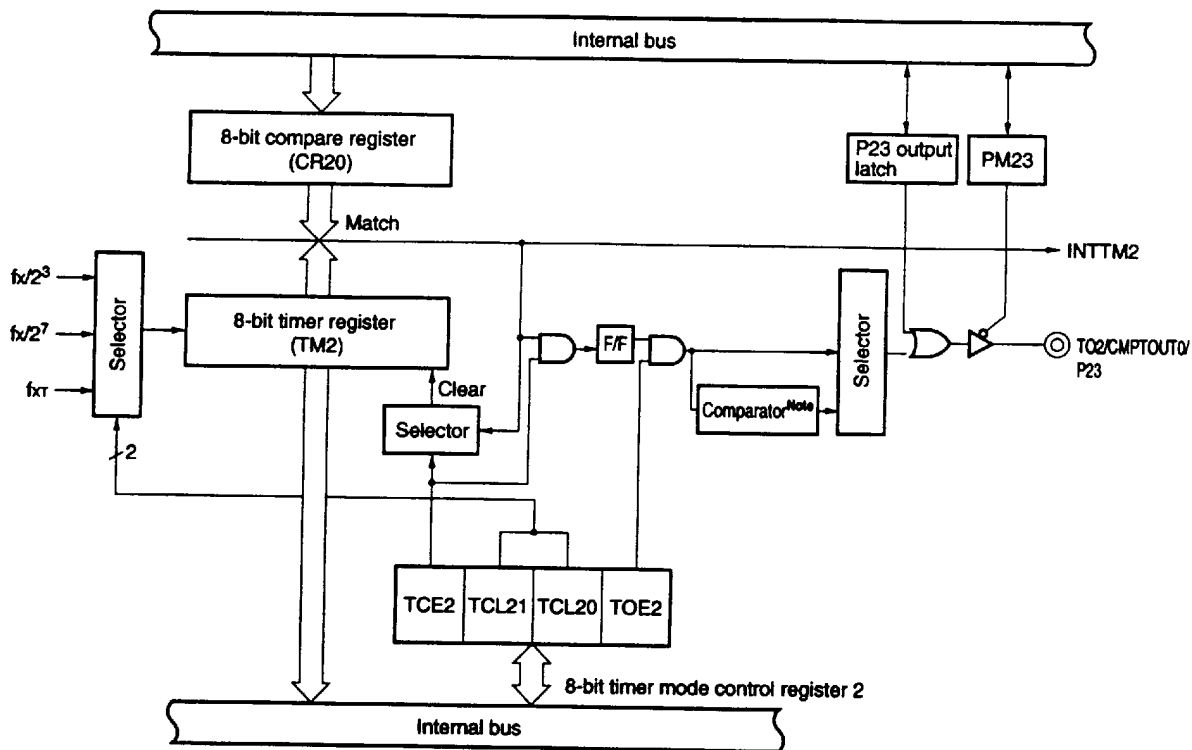 Internal bus
8-bit compare register
(CR20)
P23 output
latch
PM23
Match
INTTM2
fx/2³
fx/2⁷
fXT
Selector
8-bit timer register
(TM2)
Clear
Selector
F/F
Comparator Note
Selector
TO2/CMPTOUT0/
P23
2
TCE2 TCL21 TCL20 TOE2
8-bit timer mode control register 2
Internal bus